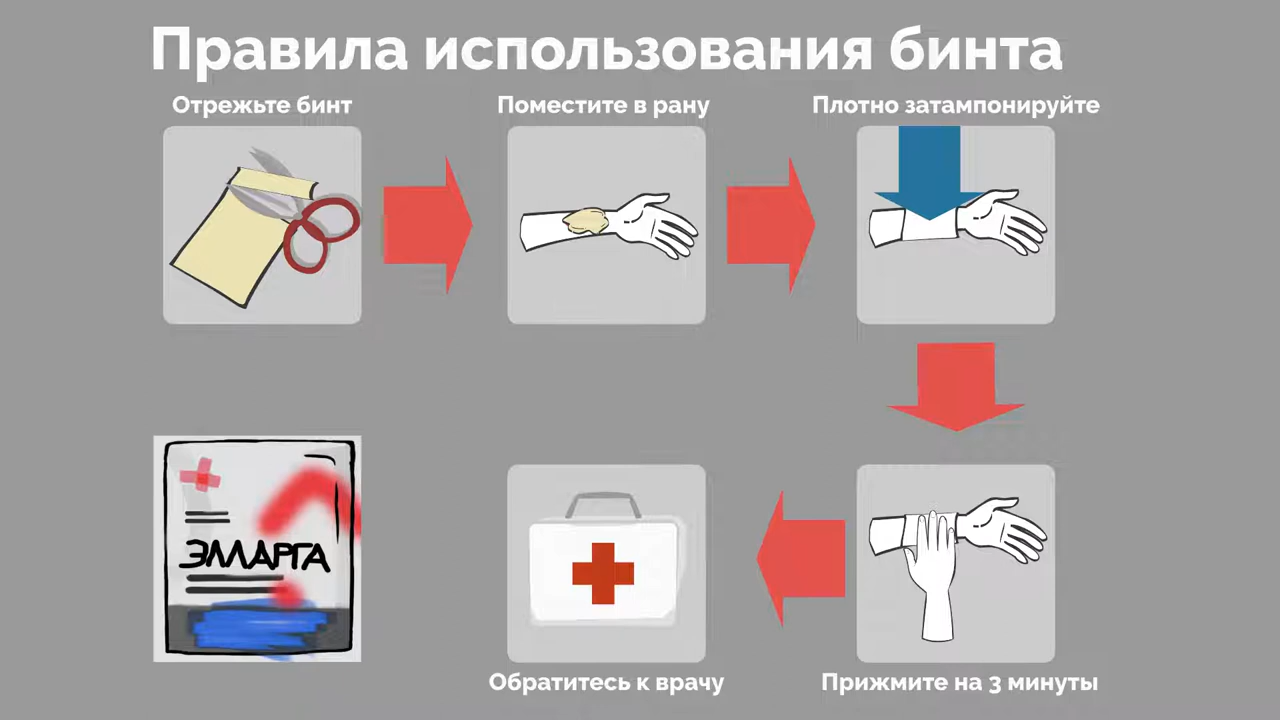 Правила использования бинта
Отрежьте бинт
Поместите в рану
Плотно затампонируйте
ЭЛЛАРГА
Обратитесь к врачу
Прижмите на 3 минуты